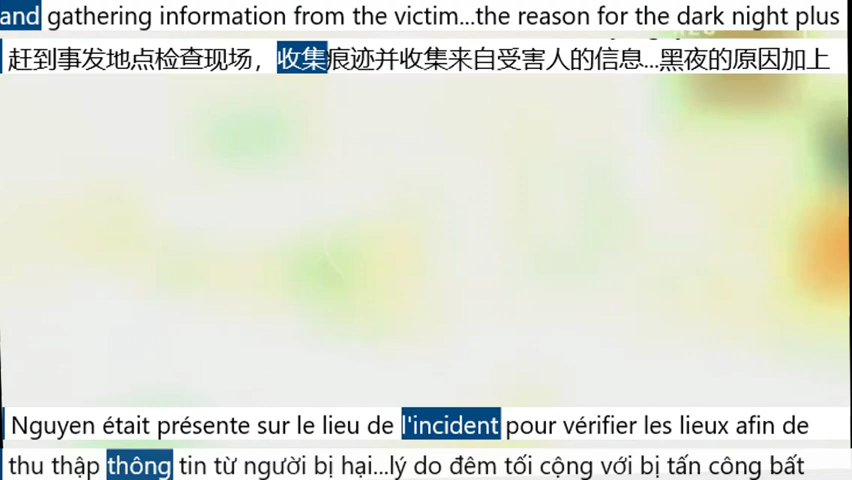 and gathering information from the victim...the reason for the dark night plus
赶到事发地点检查现场，收集痕迹并收集来自受害人的信息...黑夜的原因加上
Nguyen était présente sur le lieu de l'incident pour vérifier les lieux afin de
thu thập thông tin từ người bị hại...lý do đêm tối cộng với bị tấn công bất